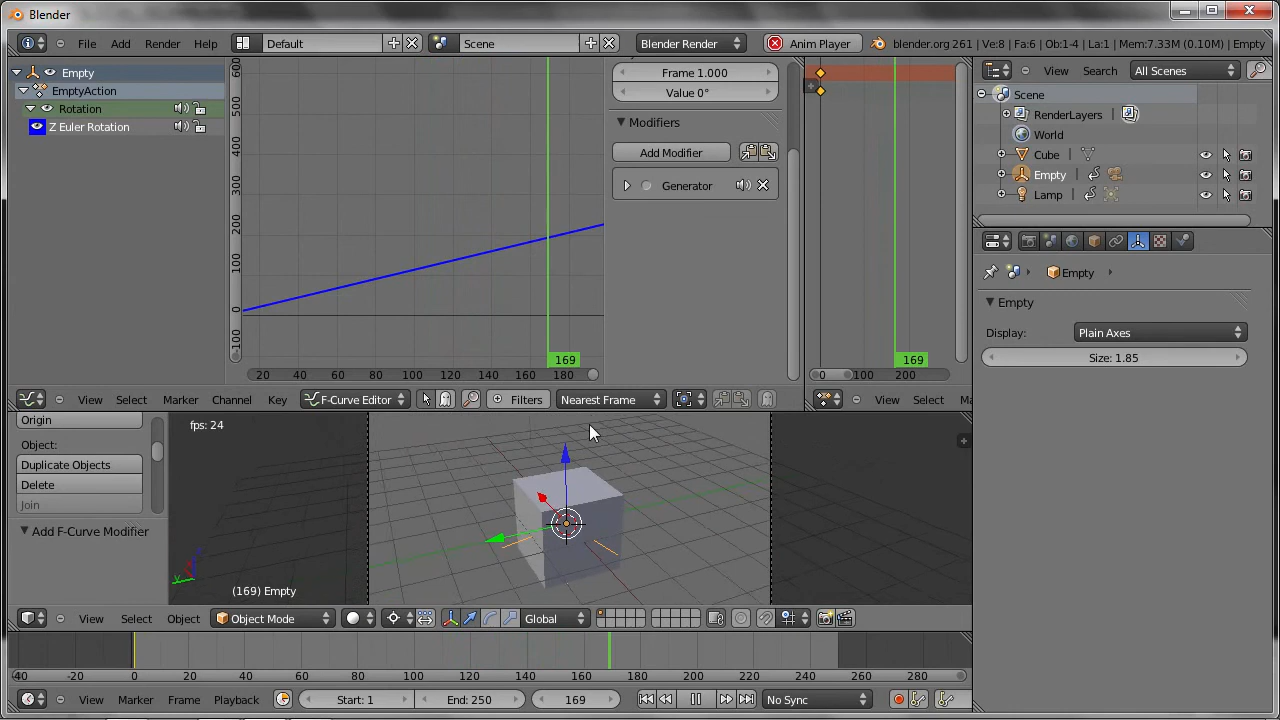 Blender
File Add Render Help Default Scene Blender Render Anim Player blender.org 261 | Ve:8 | Fa:6 | Ob:1-4 | La:1 | Mem:7.33M (0.10M) | Empty
Empty
EmptyAction
Rotation
Z Euler Rotation
600
500
400
300
200
100
0
-100
20 40 60 80 100 120 140 160 180
169
Frame 1.000
Value 0°
Modifiers
Add Modifier
Generator
169
0 100 200
View Select Marker Channel Key F-Curve Editor Filters Nearest Frame
View Select Ma
View Search All Scenes
Scene
RenderLayers
World
Cube
Empty
Lamp
Empty
Empty
Display: Plain Axes
Size: 1.85
Origin
Object:
Duplicate Objects
Delete
Join
Add F-Curve Modifier
fps: 24
y
(169) Empty
View Select Object Object Mode Global
-40 -20 0 20 40 60 80 100 120 140 160 180 200 220 240 260 280
View Marker Frame Playback Start: 1 End: 250 169 No Sync